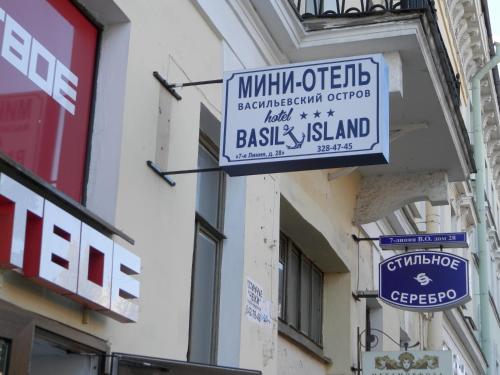 ТВОЕ
МИНИ-ОТЕЛЬ
ВАСИЛЬЕВСКИЙ ОСТРОВ
hotel ★ ★ ★
BASIL ISLAND
"7-я Линия, д. 28" 328-47-45
ТВОЕ
7-линия В.О. дом 28
СТИЛЬНОЕ
СЕРЕБРО